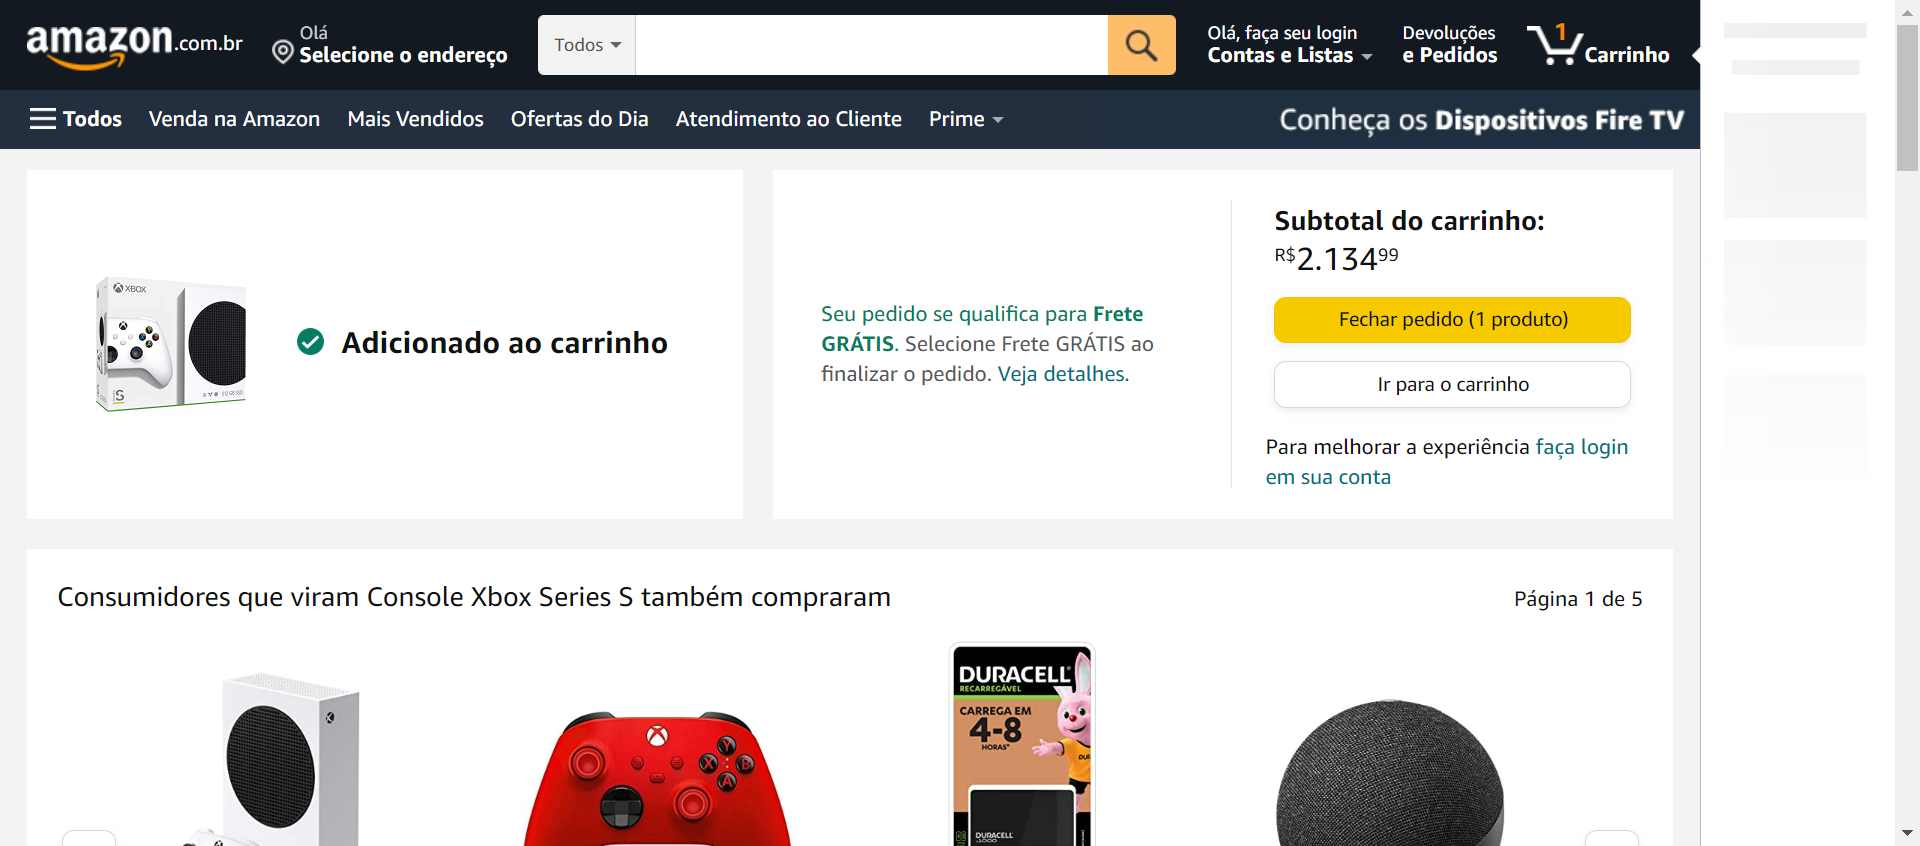 amazon.com.br
Olá
Selecione o endereço
Todos
Olá, faça seu login
Contas e Listas
Devoluções
e Pedidos
1
Carrinho
Todos
Venda na Amazon
Mais Vendidos
Ofertas do Dia
Atendimento ao Cliente
Prime
Conheça os Dispositivos Fire TV
XBOX
S
Adicionado ao carrinho
Seu pedido se qualifica para Frete
GRÁTIS. Selecione Frete GRÁTIS ao
finalizar o pedido. Veja detalhes.
Subtotal do carrinho:
R$2.13499
Fechar pedido (1 produto)
Ir para o carrinho
Para melhorar a experiência faça login
em sua conta
Consumidores que viram Console Xbox Series S também compraram
Página 1 de 5
Y
X
B
A
DURACELL
RECARREGÁVEL
CARREGA EM
4-8
HORAS*
DURACELL